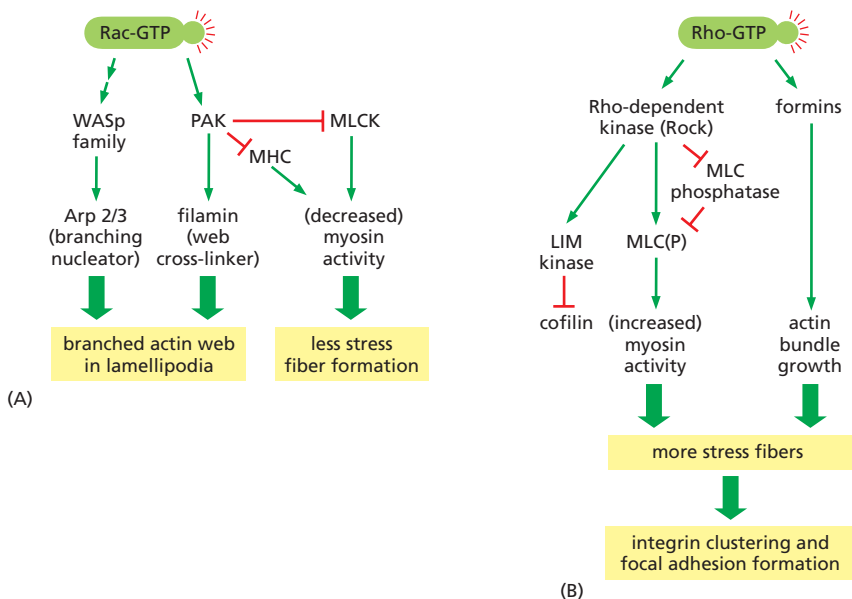 Rac-GTP
WASp
family
PAK
MLCK
MHC
Arp 2/3
(branching
nucleator)
filamin
(web
cross-linker)
(decreased)
myosin
activity
branched actin web
in lamellipodia
less stress
fiber formation
(A)
Rho-GTP
Rho-dependent
kinase (Rock)
formins
MLC
phosphatase
LIM
kinase
MLC(P)
cofilin
(increased)
myosin
activity
actin
bundle
growth
more stress fibers
integrin clustering and
focal adhesion formation
(B)